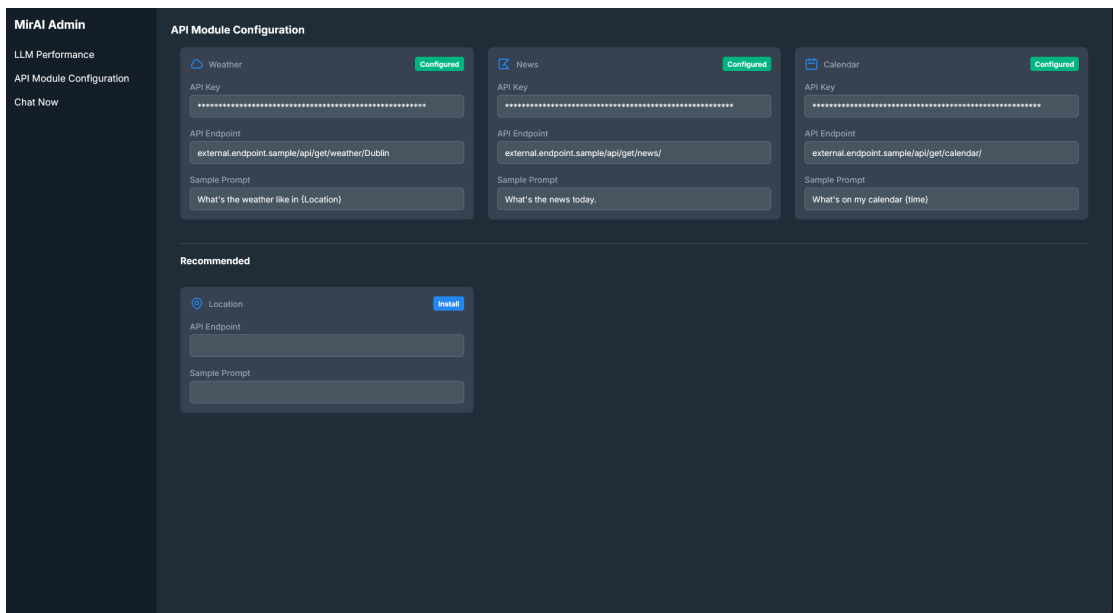 MirAI Admin
LLM Performance
API Module Configuration
Chat Now
API Module Configuration
Weather
Configured
API Key
*******************************************************
API Endpoint
external.endpoint.sample/api/get/weather/Dublin
Sample Prompt
What's the weather like in {Location}
News
Configured
API Key
*******************************************************
API Endpoint
external.endpoint.sample/api/get/news/
Sample Prompt
What's the news today.
Calendar
Configured
API Key
*******************************************************
API Endpoint
external.endpoint.sample/api/get/calendar/
Sample Prompt
What's on my calendar {time}
Recommended
Location
Install
API Endpoint
Sample Prompt